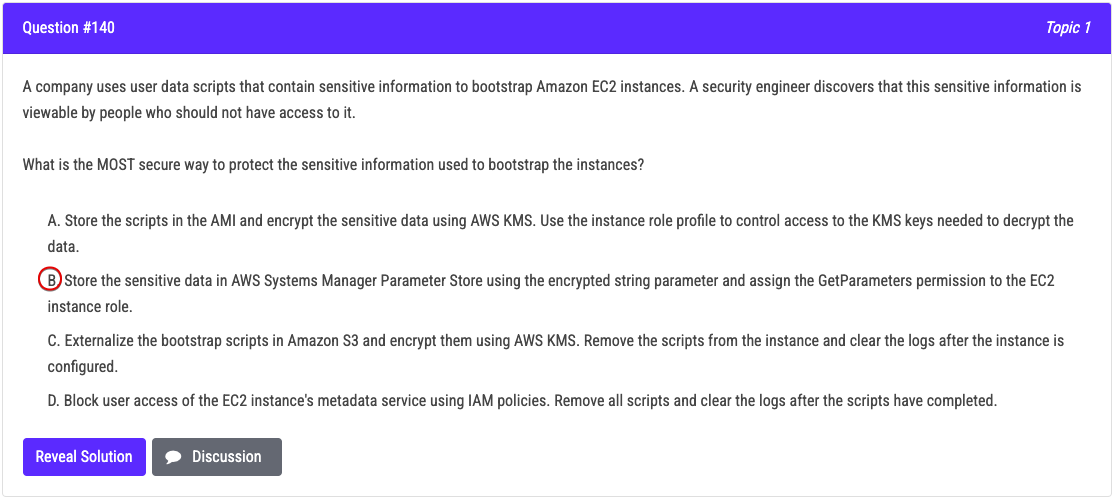 Question #140
Topic 1
A company uses user data scripts that contain sensitive information to bootstrap Amazon EC2 instances. A security engineer discovers that this sensitive information is
viewable by people who should not have access to it.
What is the MOST secure way to protect the sensitive information used to bootstrap the instances?
A. Store the scripts in the AMI and encrypt the sensitive data using AWS KMS. Use the instance role profile to control access to the KMS keys needed to decrypt the
data.
B. Store the sensitive data in AWS Systems Manager Parameter Store using the encrypted string parameter and assign the GetParameters permission to the EC2
instance role.
C. Externalize the bootstrap scripts in Amazon S3 and encrypt them using AWS KMS. Remove the scripts from the instance and clear the logs after the instance is
configured.
D. Block user access of the EC2 instance's metadata service using IAM policies. Remove all scripts and clear the logs after the scripts have completed.
Reveal Solution
Discussion